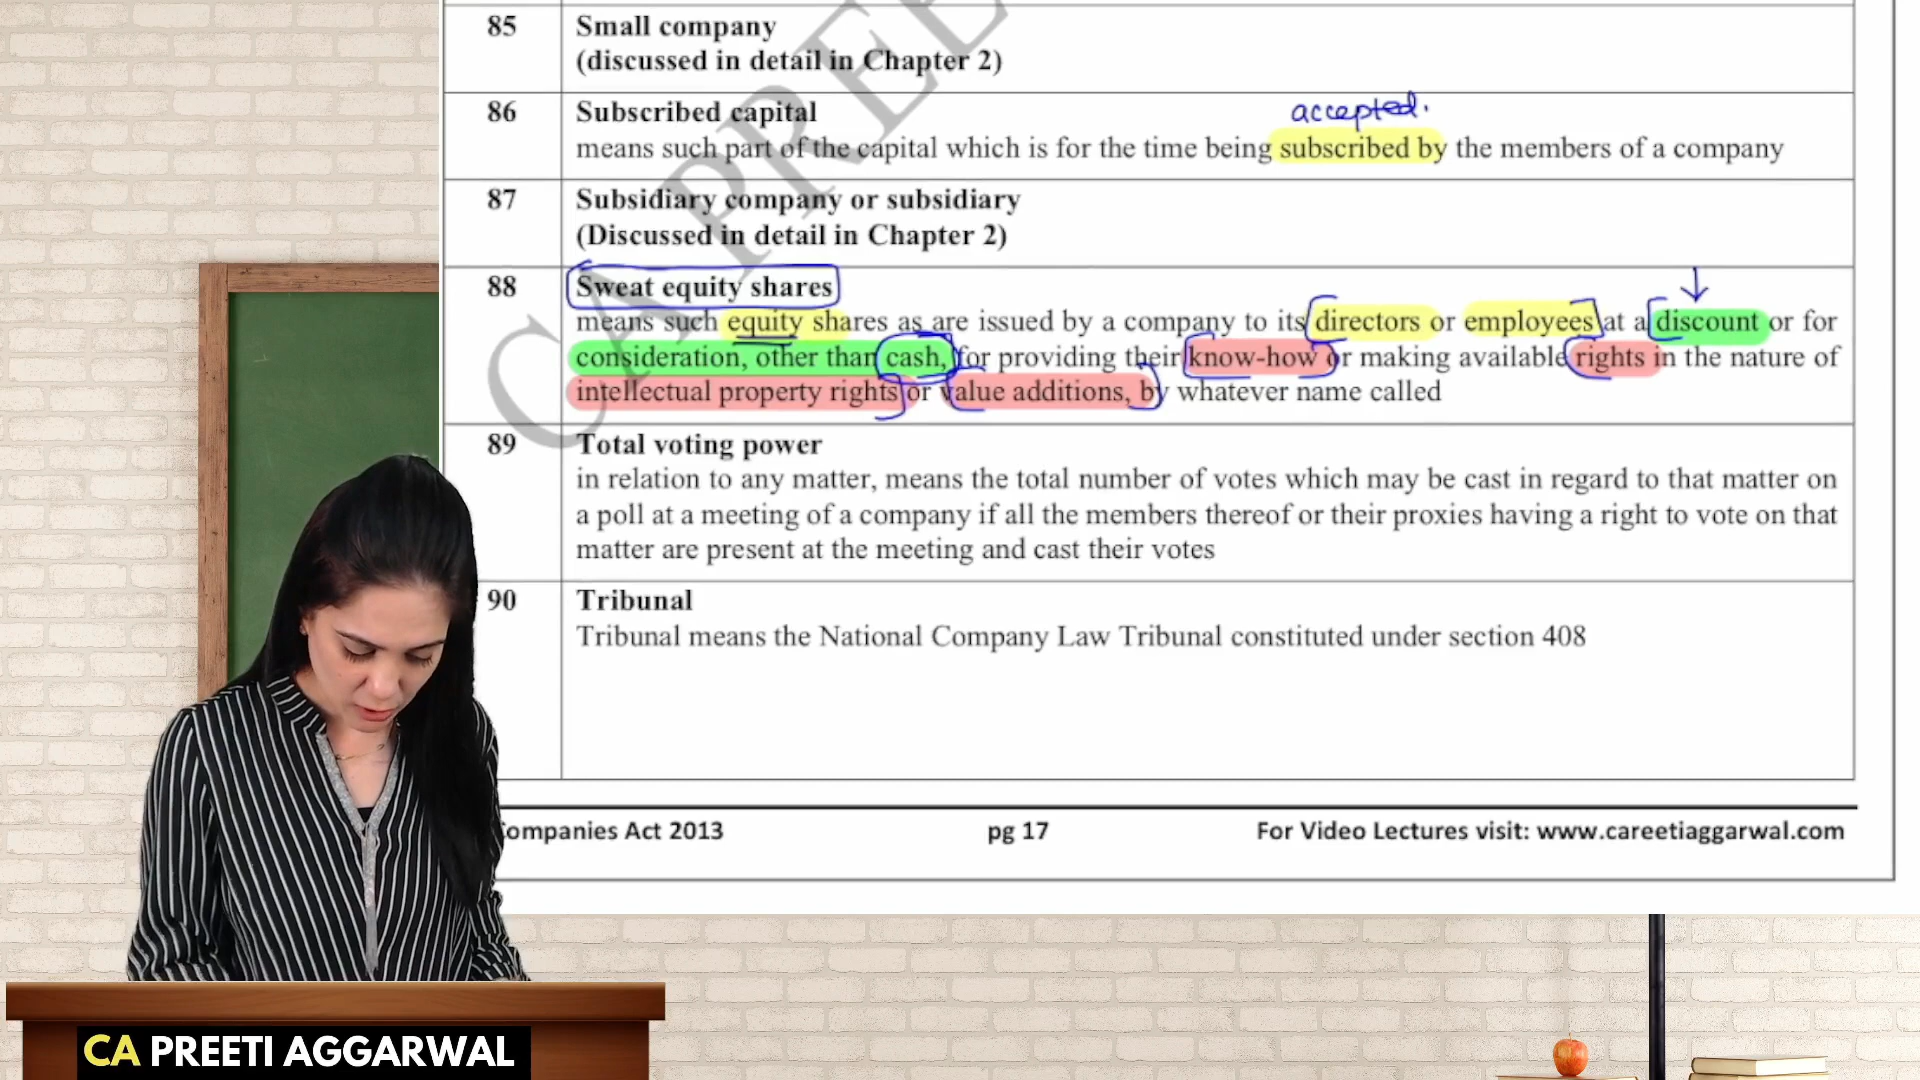 85 Small company
(discussed in detail in Chapter 2)
86 Subscribed capital
accepted.
means such part of the capital which is for the time being subscribed by the members of a company
87 Subsidiary company or subsidiary
(Discussed in detail in Chapter 2)
88 Sweat equity shares
means such equity shares as are issued by a company to its directors or employees at a discount or for
consideration, other than cash, for providing their know-how or making available rights in the nature of
intellectual property rights or value additions, by whatever name called
89 Total voting power
in relation to any matter, means the total number of votes which may be cast in regard to that matter on
a poll at a meeting of a company if all the members thereof or their proxies having a right to vote on that
matter are present at the meeting and cast their votes
90 Tribunal
Tribunal means the National Company Law Tribunal constituted under section 408
Companies Act 2013 pg 17 For Video Lectures visit: www.careetiaggarwal.com
CA PREETI AGGARWAL
CA PREE